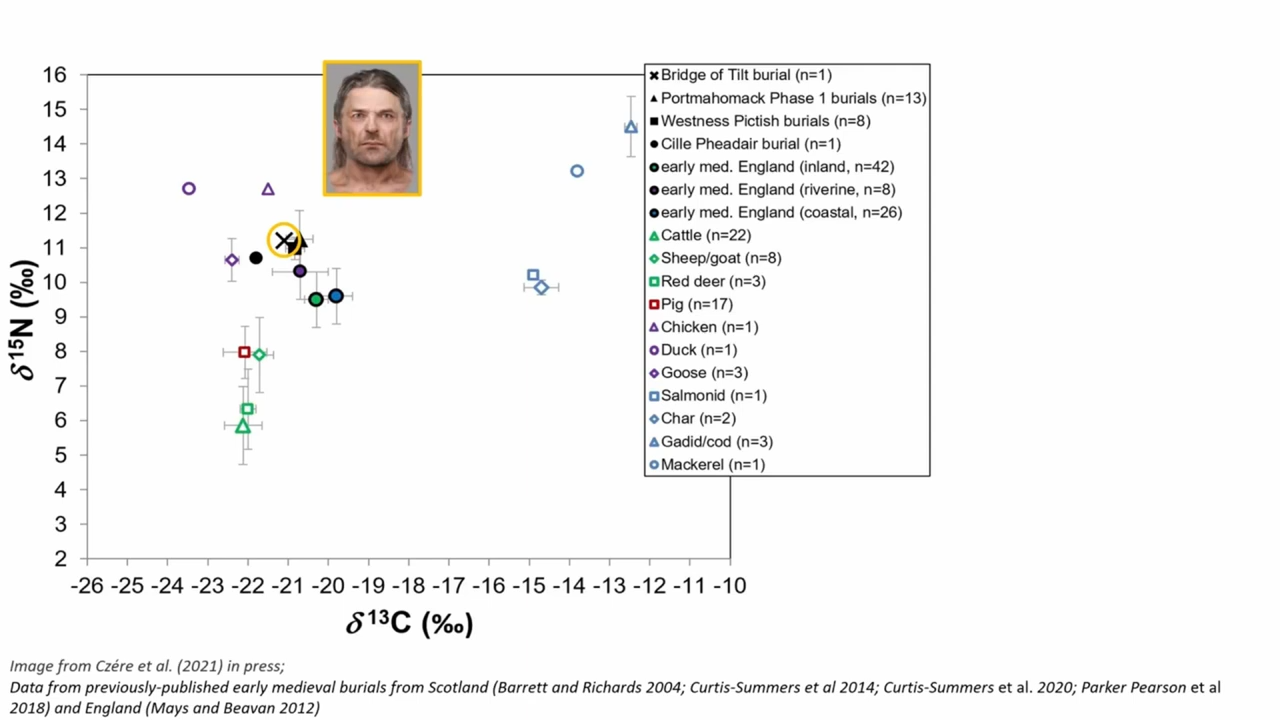 16
15
14
13
12
11
10
9
8
7
6
5
4
3
2
δ15N (‰)
Bridge of Tilt burial (n=1)
Portmahomack Phase 1 burials (n=13)
Westness Pictish burials (n=8)
Cille Pheadair burial (n=1)
early med. England (inland, n=42)
early med. England (riverine, n=8)
early med. England (coastal, n=26)
Cattle (n=22)
Sheep/goat (n=8)
Red deer (n=3)
Pig (n=17)
Chicken (n=1)
Duck (n=1)
Goose (n=3)
Salmonid (n=1)
Char (n=2)
Gadid/cod (n=3)
Mackerel (n=1)
-26 -25 -24 -23 -22 -21 -20 -19 -18 -17 -16 -15 -14 -13 -12 -11 -10
δ13C (‰)
Image from Czére et al. (2021) in press;
Data from previously-published early medieval burials from Scotland (Barrett and Richards 2004; Curtis-Summers et al 2014; Curtis-Summers et al. 2020; Parker Pearson et al
2018) and England (Mays and Beavan 2012)